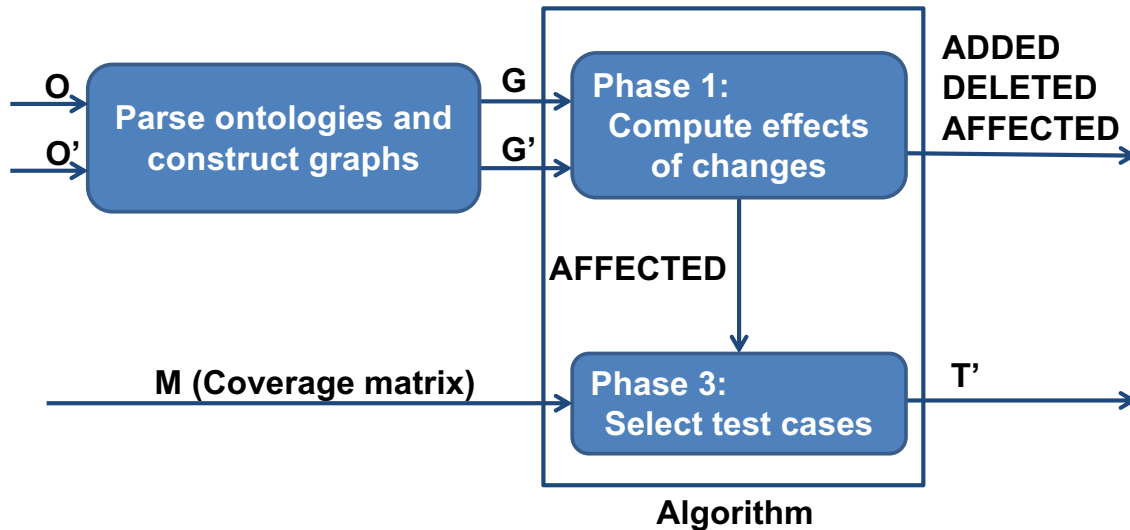 O
O’
Parse ontologies and
construct graphs
G
G’
Phase 1:
Compute effects
of changes
ADDED
DELETED
AFFECTED
AFFECTED
M (Coverage matrix)
Phase 3:
Select test cases
T’
Algorithm